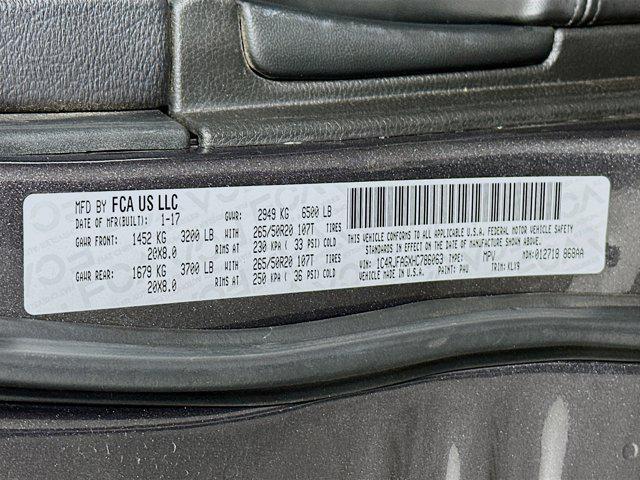 MFD BY FCA US LLC
DATE OF MFR(BUILT): 1-17 GVWR: 2949 KG 6500 LB
GAWR FRONT: 1452 KG 3200 LB WITH 265/50R20 107T TIRES
20X8.0 RIMS AT 230 KPA ( 33 PSI) COLD
GAWR REAR: 1679 KG 3700 LB WITH 265/50R20 107T TIRES
20X8.0 RIMS AT 250 KPA ( 36 PSI) COLD
THIS VEHICLE CONFORMS TO ALL APPLICABLE U.S.A. FEDERAL MOTOR VEHICLE SAFETY
STANDARDS IN EFFECT ON THE DATE OF MANUFACTURE SHOWN ABOVE.
VIN: TYPE: MPV MDH:012718 868AA
MADE IN U.S.A. PAINT: PAU TRIM: KLX9